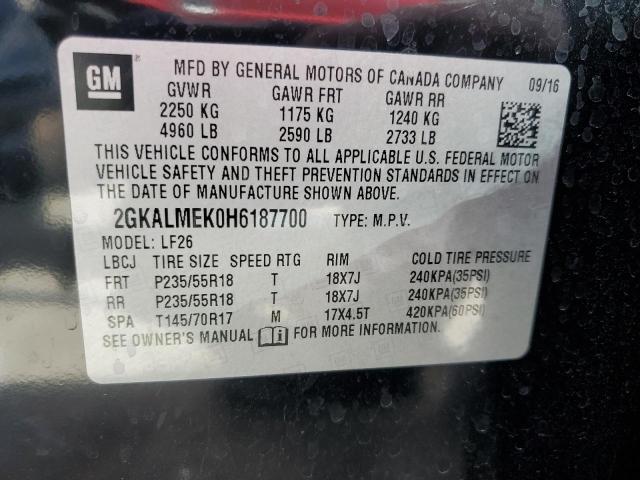 GM
MFD BY GENERAL MOTORS OF CANADA COMPANY 09/16
GVWR GAWR FRT GAWR RR
2250 KG 1175 KG 1240 KG
4960 LB 2590 LB 2733 LB
THIS VEHICLE CONFORMS TO ALL APPLICABLE U.S. FEDERAL MOTOR
VEHICLE SAFETY AND THEFT PREVENTION STANDARDS IN EFFECT ON
THE DATE OF MANUFACTURE SHOWN ABOVE.
2GKALMEK0H6187700 TYPE: M.P.V.
MODEL: LF26
LBCJ TIRE SIZE SPEED RTG RIM COLD TIRE PRESSURE
FRT P235/55R18 T 18X7J 240KPA(35PSI)
RR P235/55R18 T 18X7J 240KPA(35PSI)
SPA T145/70R17 M 17X4.5T 420KPA(60PSI)
SEE OWNER'S MANUAL FOR MORE INFORMATION.